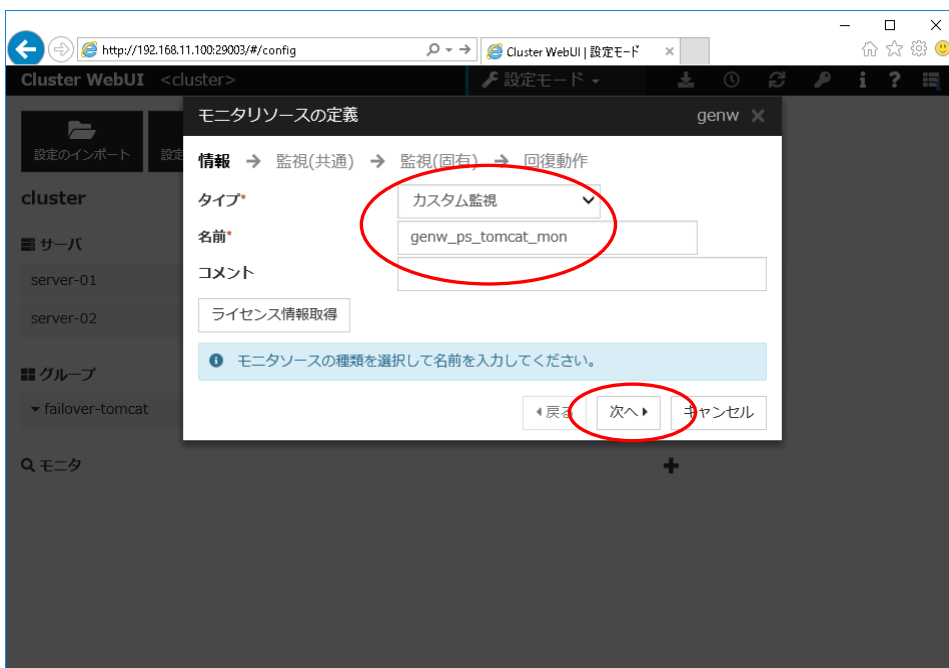 http://192.168.11.100:29003/#/config
Cluster WebUI | 設定モード
Cluster WebUI <cluster>
設定モード
設定のインポート
設定
モニタリソースの定義
genw
情報 → 監視(共通) → 監視(固有) → 回復動作
タイプ*
カスタム監視
名前*
genw_ps_tomcat_mon
コメント
ライセンス情報取得
モニタソースの種類を選択して名前を入力してください。
戻る
次へ
キャンセル
cluster
サーバ
server-01
server-02
グループ
failover-tomcat
モニタ